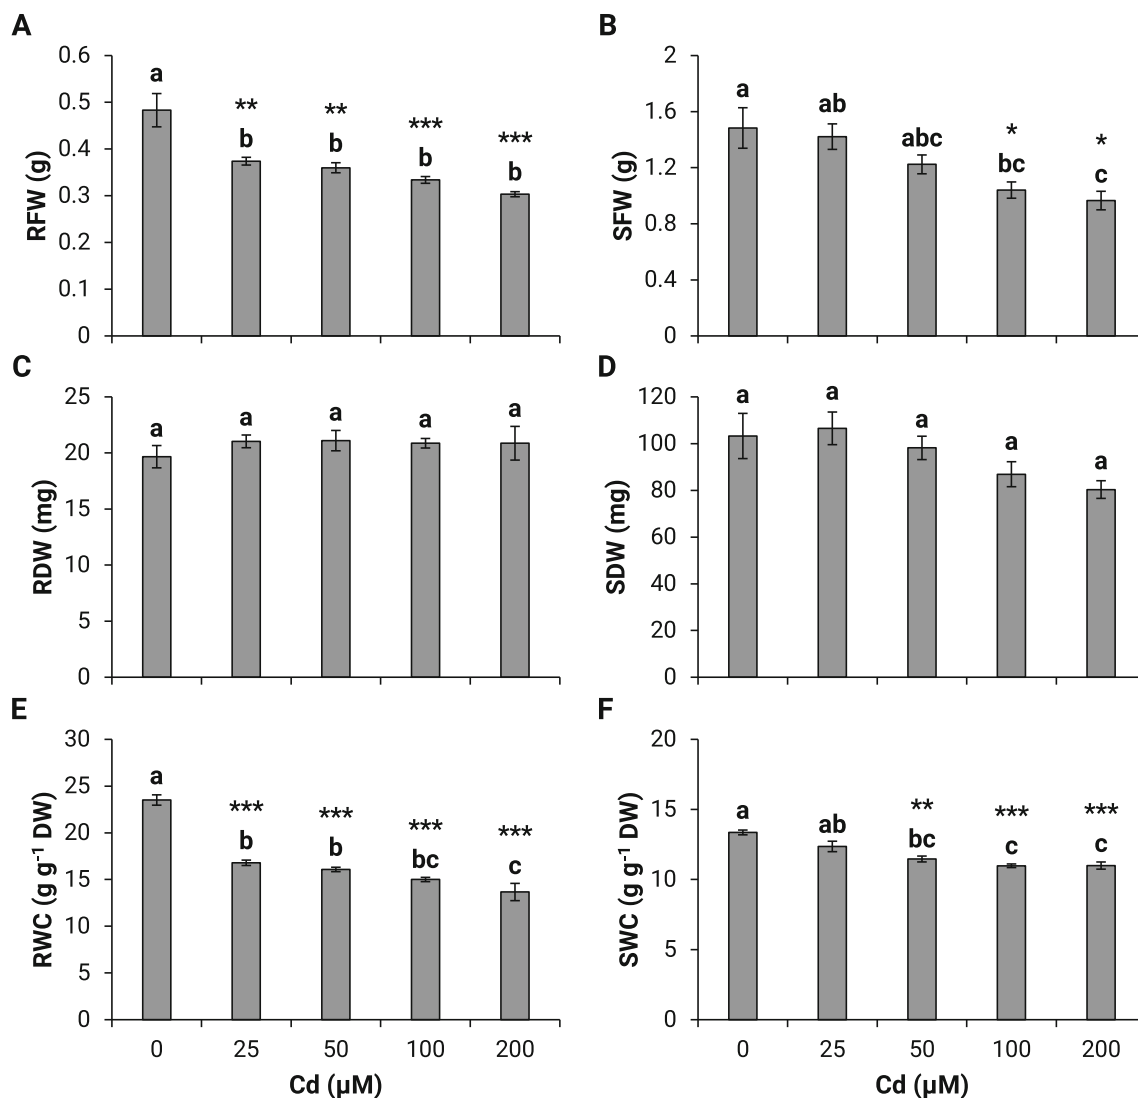 A
RFW (g)
0.6
0.5
0.4
0.3
0.2
0.1
0
a
** ** *** ***
b b b b
B
SFW (g)
2
1.6
1.2
0.8
0.4
0
a ab abc bc c
* *
C
RDW (mg)
25
20
15
10
5
0
a a a a a
D
SDW (mg)
120
100
80
60
40
20
0
a a a a a
E
RWC (g g⁻¹ DW)
30
25
20
15
10
5
0
a
*** *** *** ***
b b bc c
0 25 50 100 200
Cd (µM)
F
SWC (g g⁻¹ DW)
20
15
10
5
0
** *** ***
a ab bc c c
0 25 50 100 200
Cd (µM)